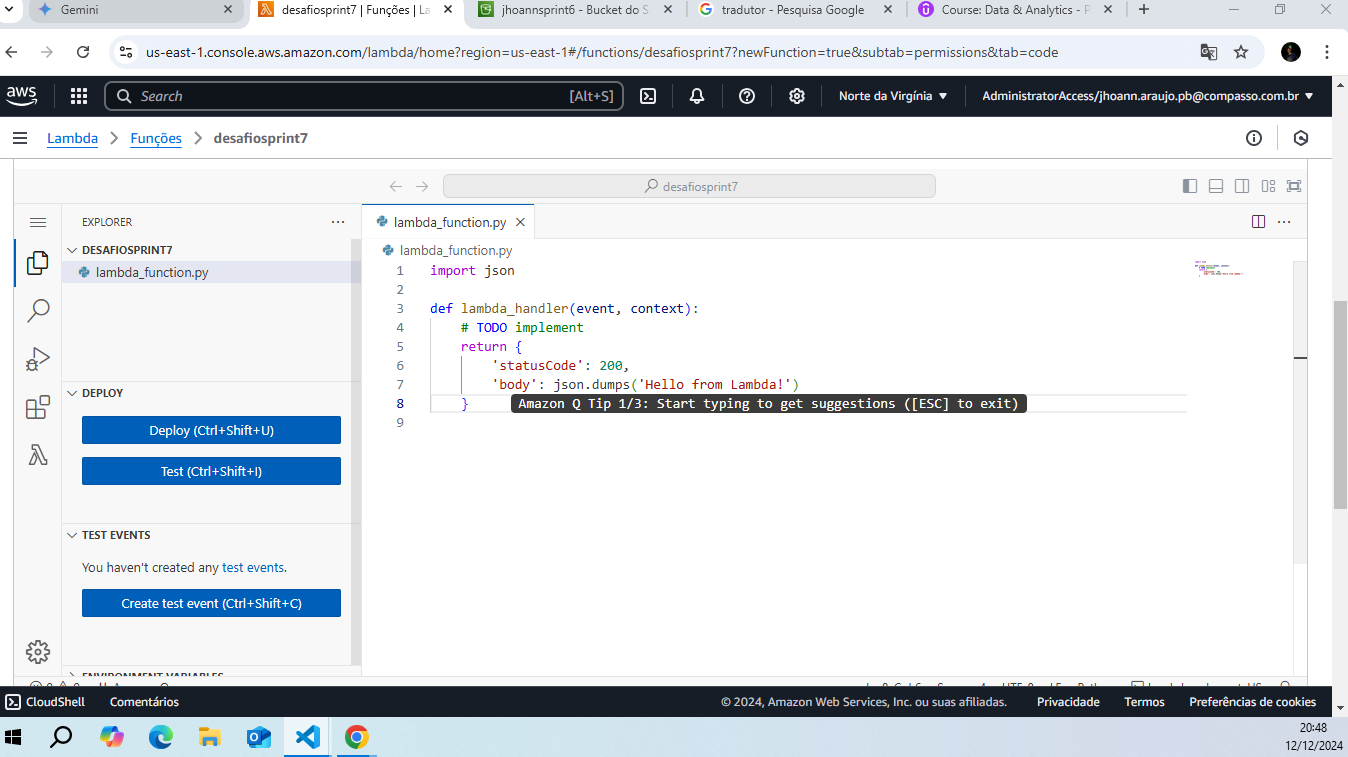 Gemini
desafiosprint7 | Funções | La
jhoannsprint6 - Bucket do S
tradutor - Pesquisa Google
Course: Data & Analytics - P
us-east-1.console.aws.amazon.com/lambda/home?region=us-east-1#/functions/desafiosprint7?newFunction=true&subtab=permissions&tab=code
aws
Search
[Alt+S]
Norte da Virgínia
AdministratorAccess/jhoann.araujo.pb@compasso.com.br
Lambda
Funções
desafiosprint7
desafiosprint7
EXPLORER
lambda_function.py
DESAFIOSPRINT7
lambda_function.py
lambda_function.py
1 import json
2
3 def lambda_handler(event, context):
4 # TODO implement
5 return {
6 'statusCode': 200,
7 'body': json.dumps('Hello from Lambda!')
8 } Amazon Q Tip 1/3: Start typing to get suggestions ([ESC] to exit)
9
DEPLOY
Deploy (Ctrl+Shift+U)
Test (Ctrl+Shift+I)
TEST EVENTS
You haven't created any test events.
Create test event (Ctrl+Shift+C)
ENVIRONMENT VARIABLES
CloudShell
Comentários
© 2024, Amazon Web Services, Inc. ou suas afiliadas.
Privacidade
Termos
Preferências de cookies
20:48
12/12/2024